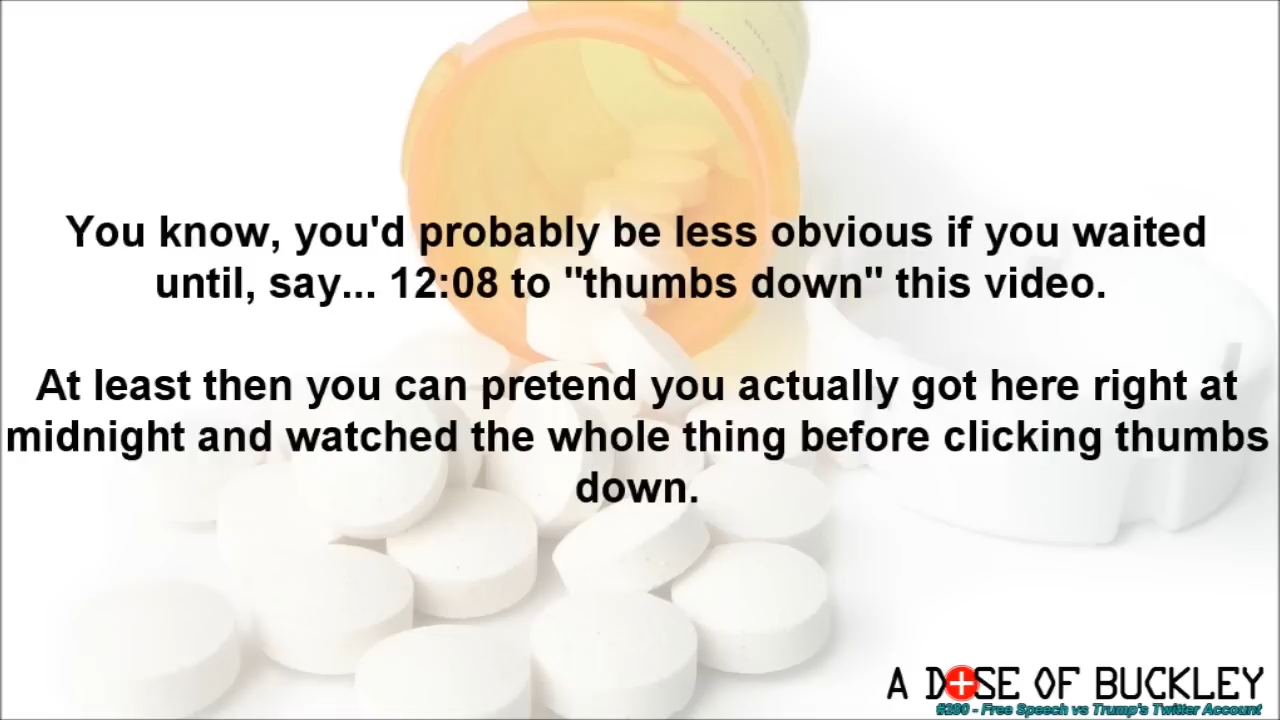 You know, you'd probably be less obvious if you waited
until, say... 12:08 to "thumbs down" this video.
At least then you can pretend you actually got here right at
midnight and watched the whole thing before clicking thumbs
down.
A DOSE OF BUCKLEY
#280 - Free Speech vs Trump's Twitter Account